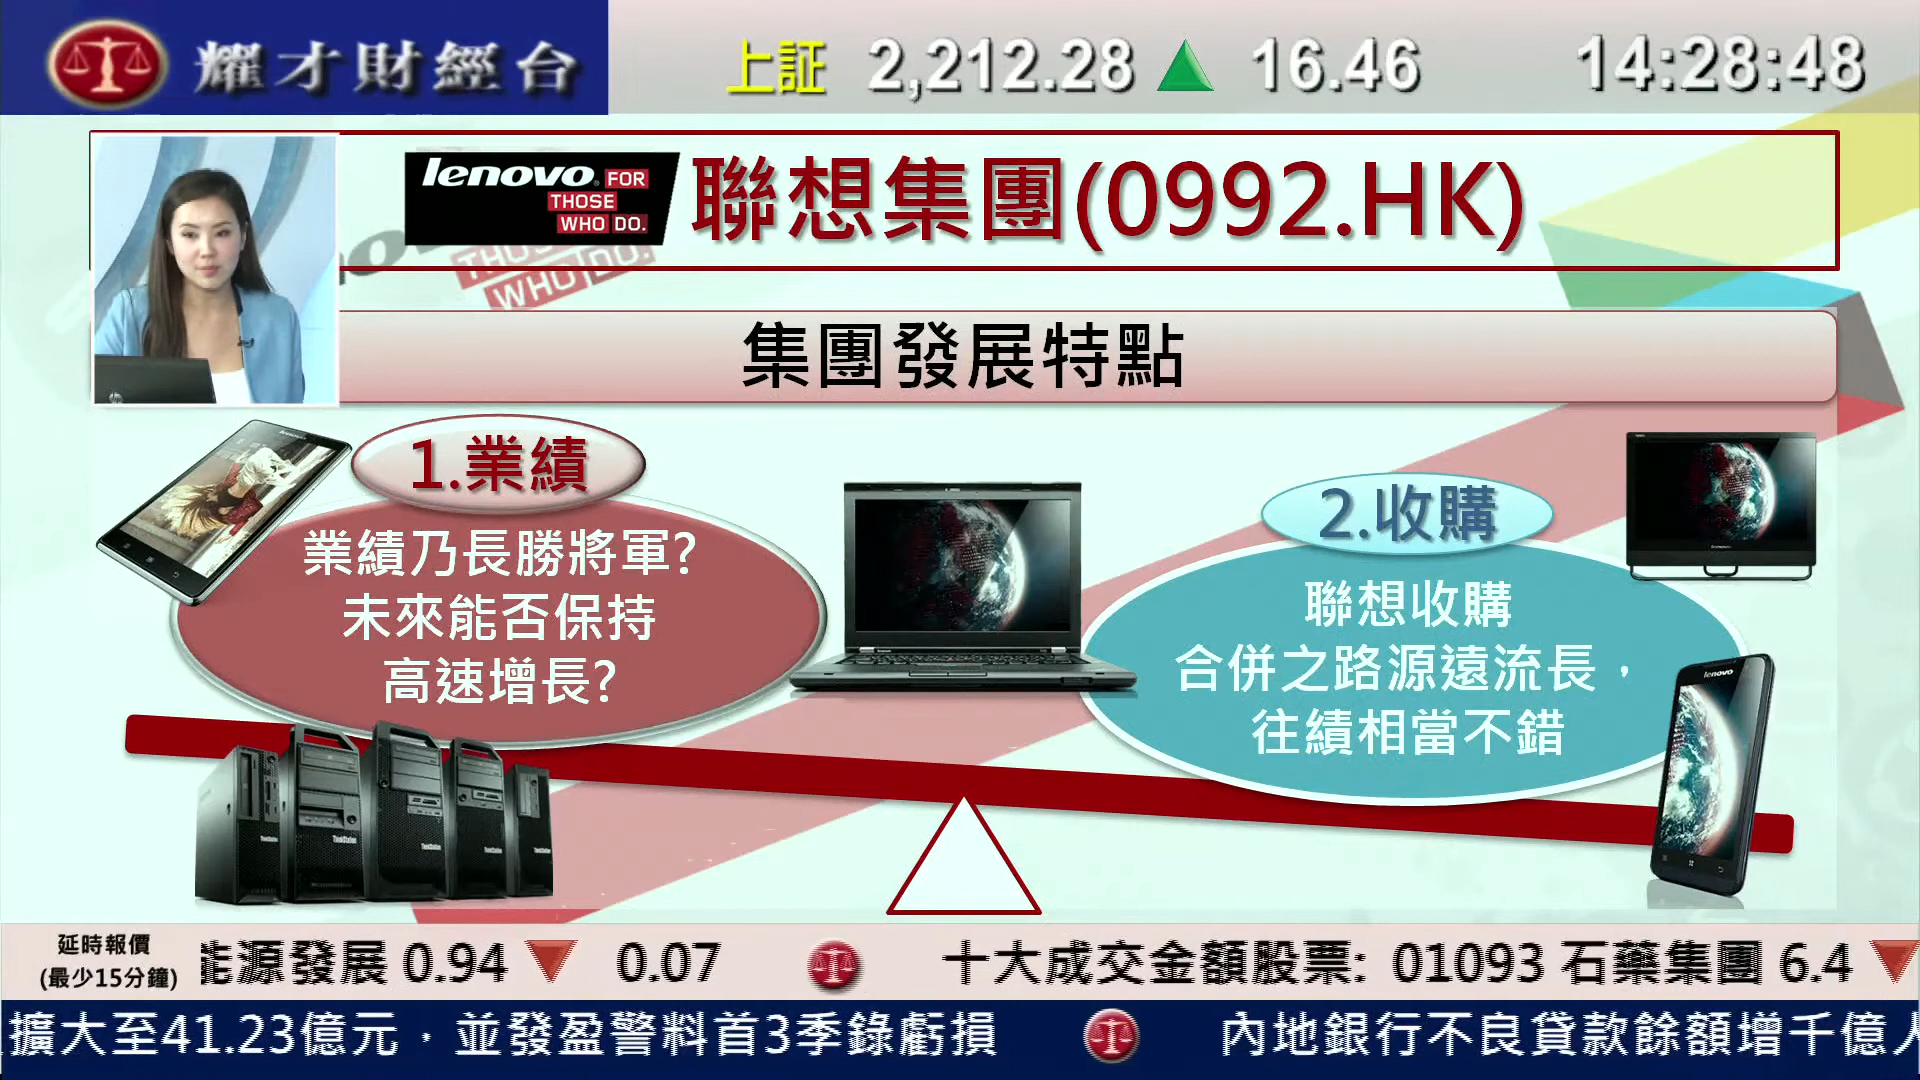 耀才財經台
上証 2,212.28 ▲ 16.46 14:28:48
lenovo FOR
THOSE
WHO DO.
聯想集團(0992.HK)
THOSE
WHO DO.
集團發展特點
1.業績
業績乃長勝將軍?
未來能否保持
高速增長?
2.收購
聯想收購
合併之路源遠流長，
往績相當不錯
lenovo
ThinkStation
延時報價
(最少15分鐘)
能源發展 0.94 ▼ 0.07 十大成交金額股票: 01093 石藥集團 6.4 ▼
擴大至41.23億元，並發盈警料首3季錄虧損 內地銀行不良貸款餘額增千億人